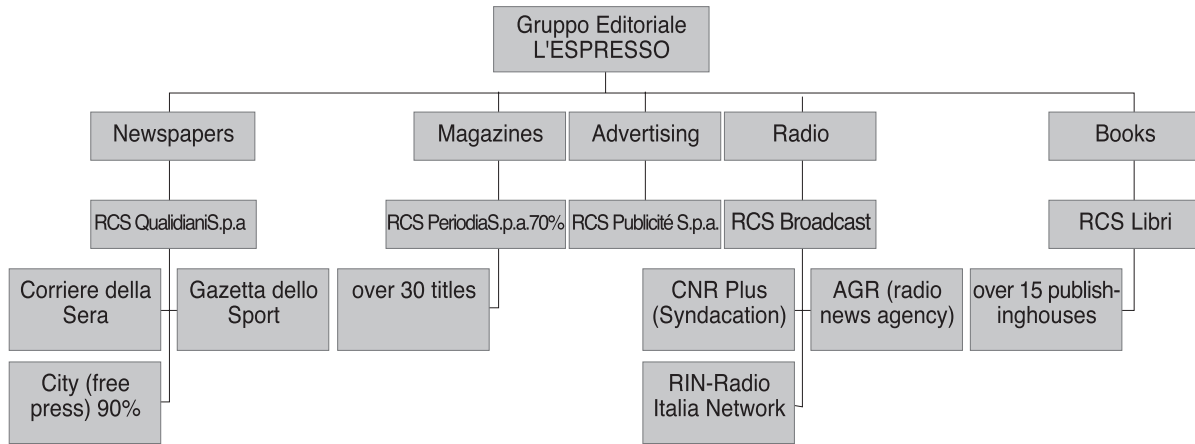 Gruppo Editoriale
L'ESPRESSO
Newspapers
Magazines
Advertising
Radio
Books
RCS QualidianiS.p.a
RCS PeriodiaS.p.a.70%
RCS Publicité S.p.a.
RCS Broadcast
RCS Libri
Corriere della
Sera
Gazetta dello
Sport
over 30 titles
CNR Plus
(Syndacation)
AGR (radio
news agency)
over 15 publish-
inghouses
City (free
press) 90%
RIN-Radio
Italia Network